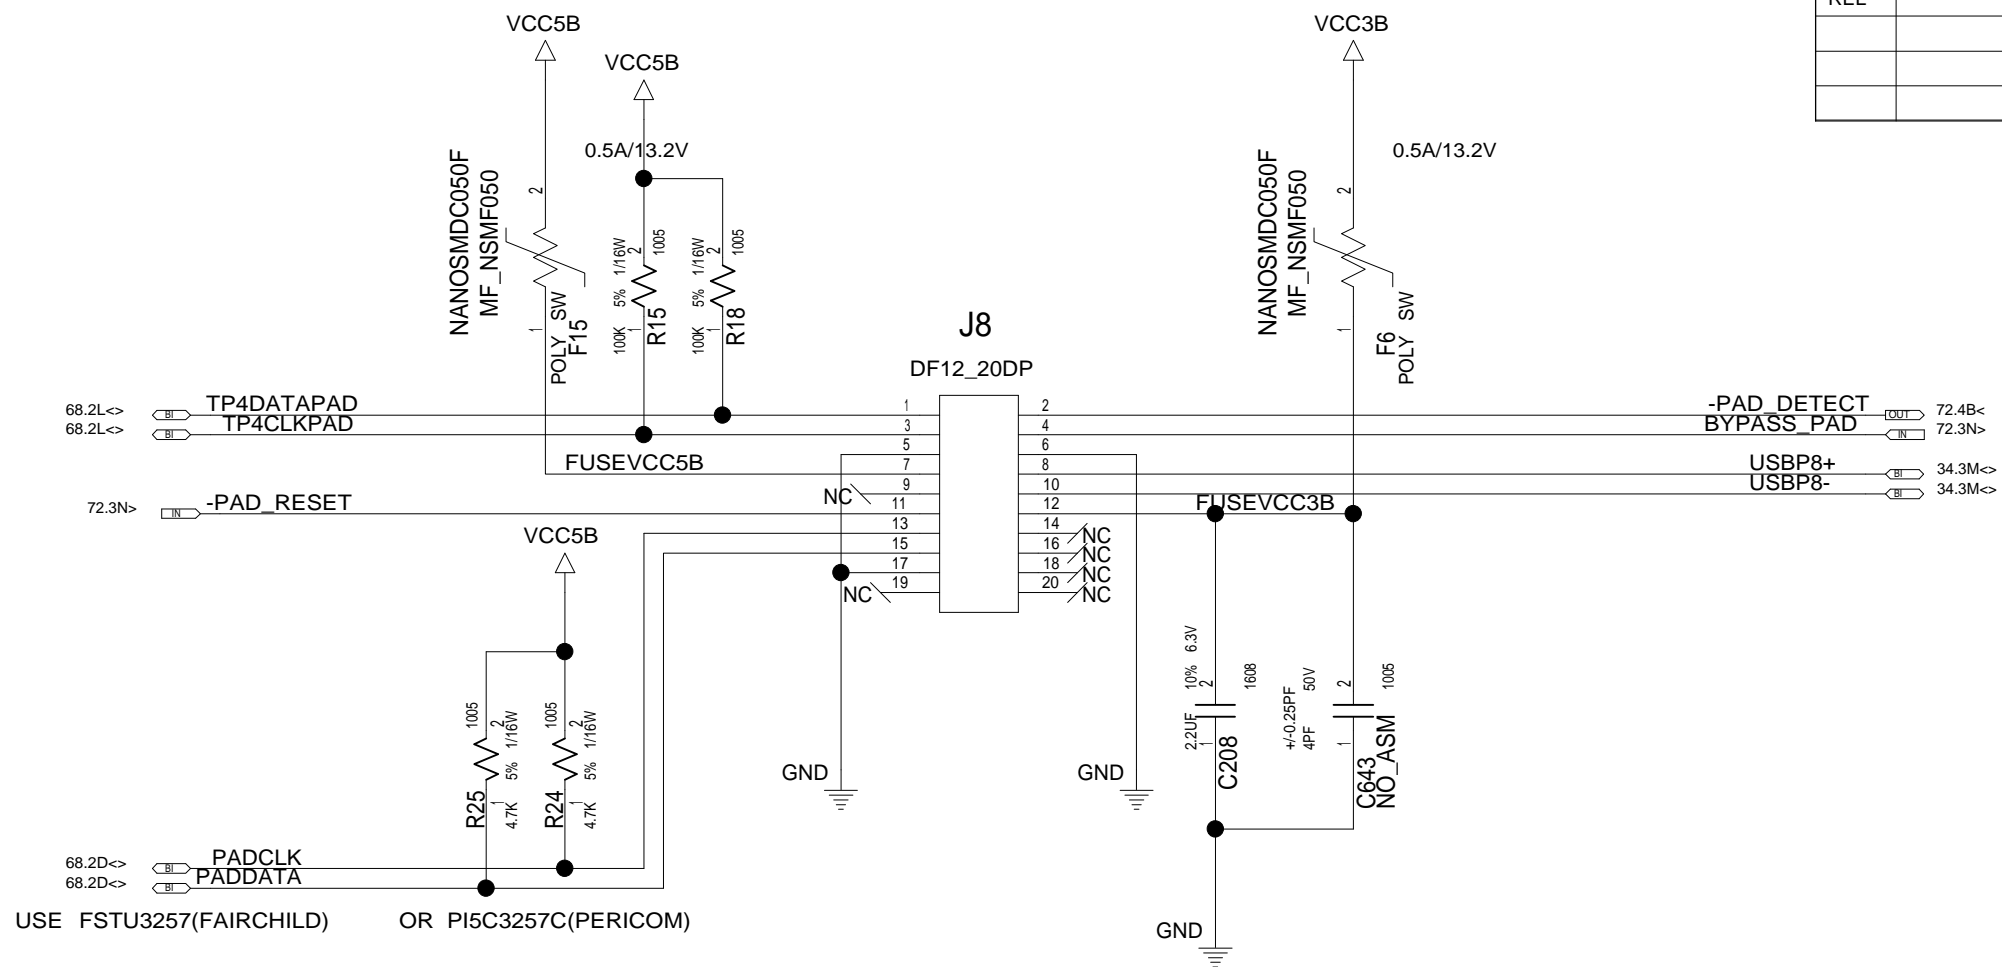 REL
VCC5B
VCC5B
VCC3B
0.5A/13.2V
0.5A/13.2V
NANOSMDC050F
MF_NSMF050
2
1
POLY SW
F15
100K 5% 1/16W
2
1005
1
R15
100K 5% 1/16W
2
1005
1
R18
NANOSMDC050F
MF_NSMF050
2
1
F6
POLY SW
J8
DF12_20DP
68.2L<> BI TP4DATAPAD
68.2L<> BI TP4CLKPAD
FUSEVCC5B
72.3N> IN -PAD_RESET
NC
NC
1 2
3 4
5 6
7 8
9 10
11 12
13 14
15 16
17 18
19 20
NC
NC
NC
NC
-PAD_DETECT OUT 72.4B<
BYPASS_PAD IN 72.3N>
USBP8+ BI 34.3M<>
USBP8- BI 34.3M<>
FUSEVCC3B
VCC5B
1005
2
5% 1/16W
R25
1
4.7K
1005
2
5% 1/16W
R24
1
4.7K
GND
GND
2.2UF 10% 6.3V
2
1608
1
C208
+/-0.25PF
4PF 50V
2
1005
1
C643
NO_ASM
GND
68.2D<> BI PADCLK
68.2D<> BI PADDATA
USE FSTU3257(FAIRCHILD) OR PI5C3257C(PERICOM)